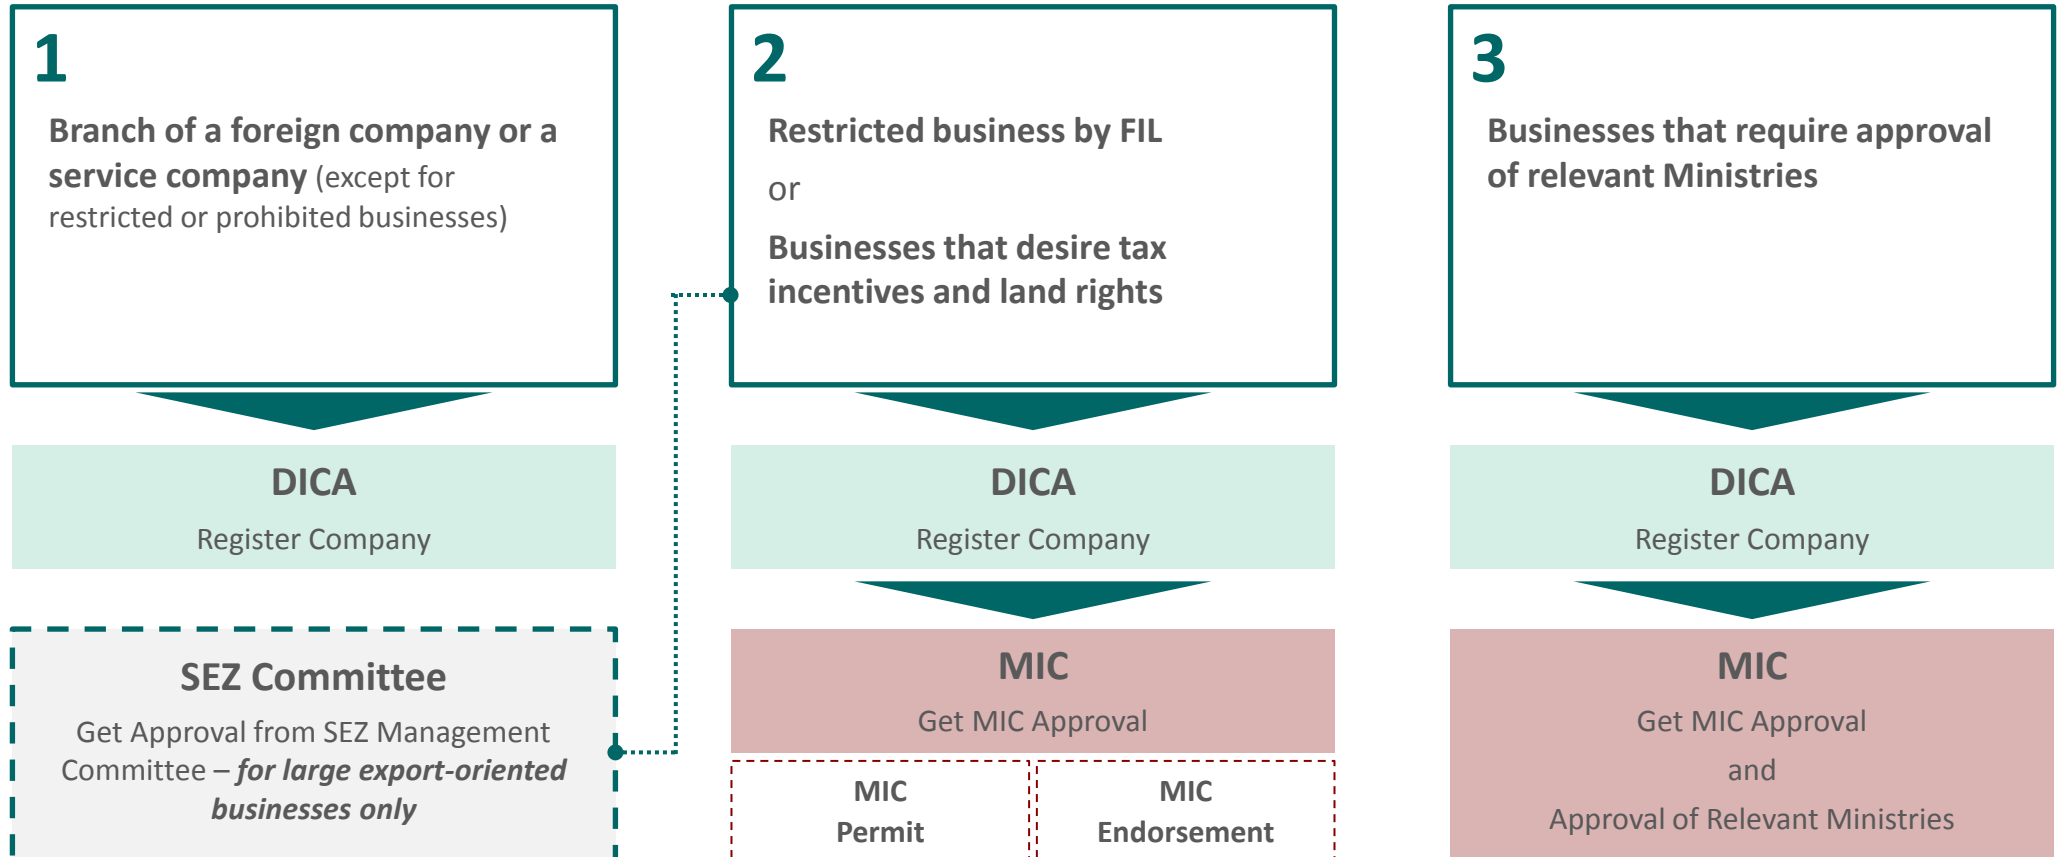 1
Branch of a foreign company or a
service company (except for
restricted or prohibited businesses)
DICA
Register Company
SEZ Committee
Get Approval from SEZ Management
Committee – for large export-oriented
businesses only
2
Restricted business by FIL
or
Businesses that desire tax
incentives and land rights
DICA
Register Company
MIC
Get MIC Approval
MIC
Permit
MIC
Endorsement
3
Businesses that require approval
of relevant Ministries
DICA
Register Company
MIC
Get MIC Approval
and
Approval of Relevant Ministries